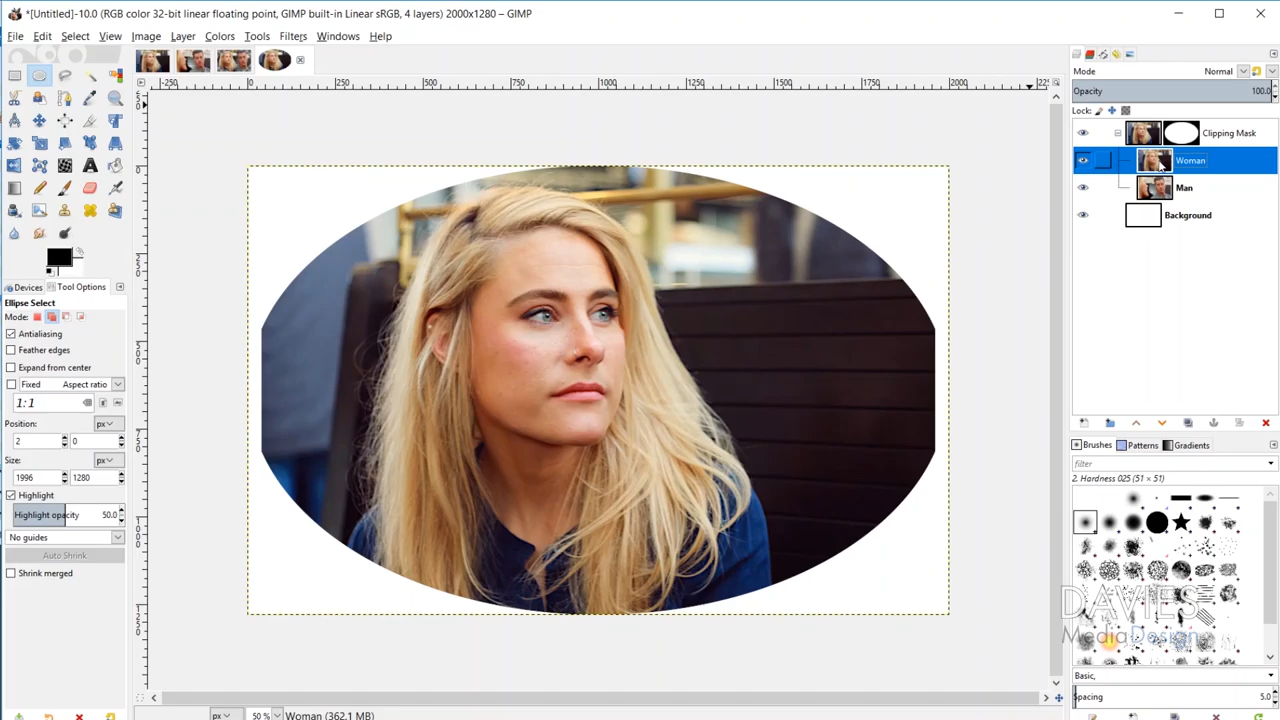 *[Untitled]-10.0 (RGB color 32-bit linear floating point, GIMP built-in Linear sRGB, 4 layers) 2000x1280 – GIMP
File Edit Select View Image Layer Colors Tools Filters Windows Help
-250 0 250 500 750 1000 1250 1500 1750 2000
Mode Normal
Opacity 100.0
Lock:
Clipping Mask
Woman
Man
Background
Devices Tool Options
Ellipse Select
Mode:
Antialiasing
Feather edges
Expand from center
Fixed Aspect ratio
1:1
Position: px
2 0
Size: px
1996 1280
Highlight
Highlight opacity 50.0
No guides
Auto Shrink
Shrink merged
Brushes Patterns Gradients
filter
2. Hardness 025 (51 × 51)
DAVIES
MediaDesign
Basic,
Spacing 5.0
px 50 % Woman (362.1 MB)